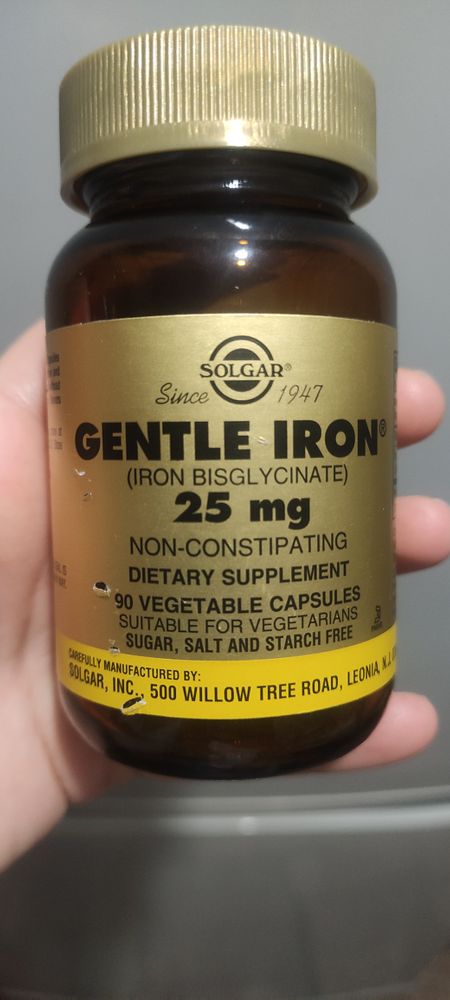 SOLGAR®
Since 1947
GENTLE IRON®
(IRON BISGLYCINATE)
25 mg
NON-CONSTIPATING
DIETARY SUPPLEMENT
90 VEGETABLE CAPSULES
SUITABLE FOR VEGETARIANS
SUGAR, SALT AND STARCH FREE
CAREFULLY MANUFACTURED BY:
SOLGAR, INC., 500 WILLOW TREE ROAD, LEONIA, N.J.